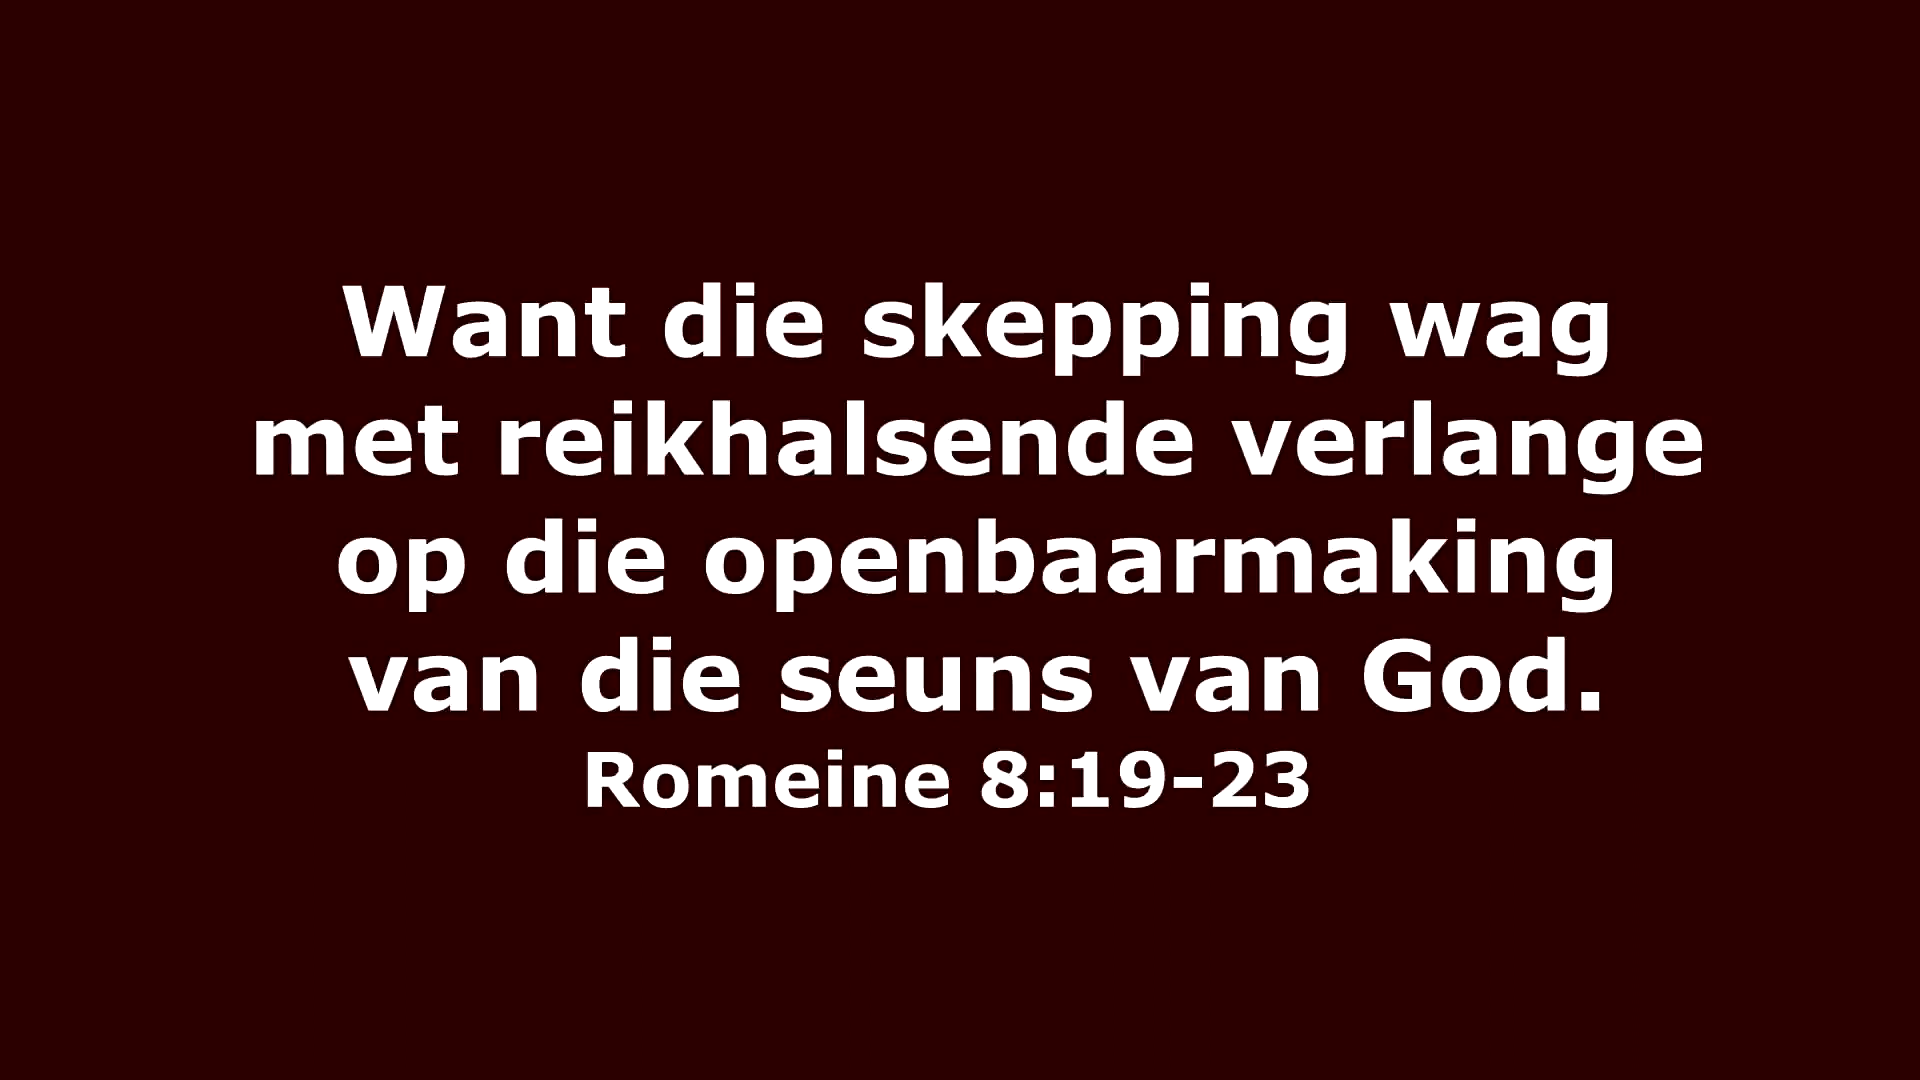 Want die skepping wag
met reikhalsende verlange
op die openbaarmaking
van die seuns van God.
Romeine 8:19-23